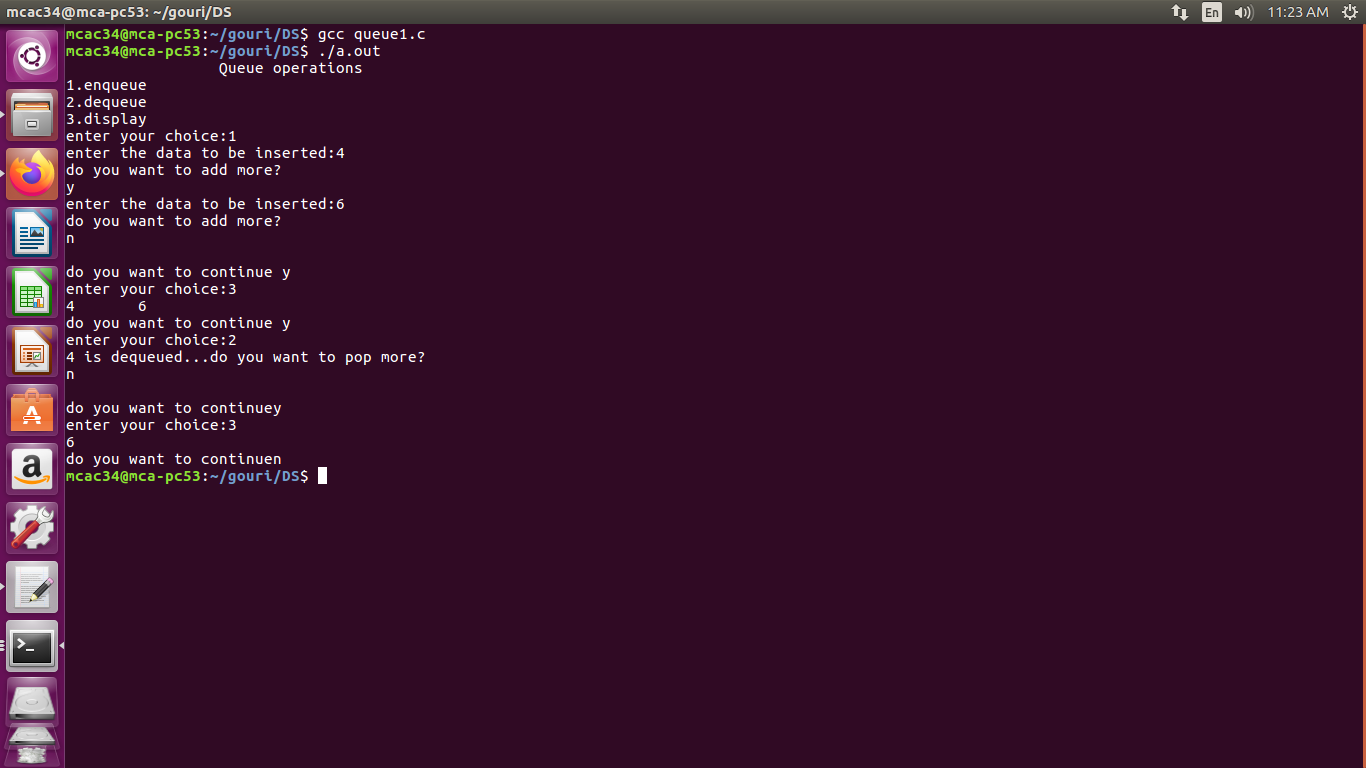 mcac34@mca-pc53: ~/gouri/DS
En
11:23 AM
mcac34@mca-pc53:~/gouri/DS$ gcc queue1.c
mcac34@mca-pc53:~/gouri/DS$ ./a.out
Queue operations
1.enqueue
2.dequeue
3.display
enter your choice:1
enter the data to be inserted:4
do you want to add more?
y
enter the data to be inserted:6
do you want to add more?
n
do you want to continue y
enter your choice:3
4 6
do you want to continue y
enter your choice:2
4 is dequeued...do you want to pop more?
n
do you want to continuey
enter your choice:3
6
do you want to continuen
mcac34@mca-pc53:~/gouri/DS$